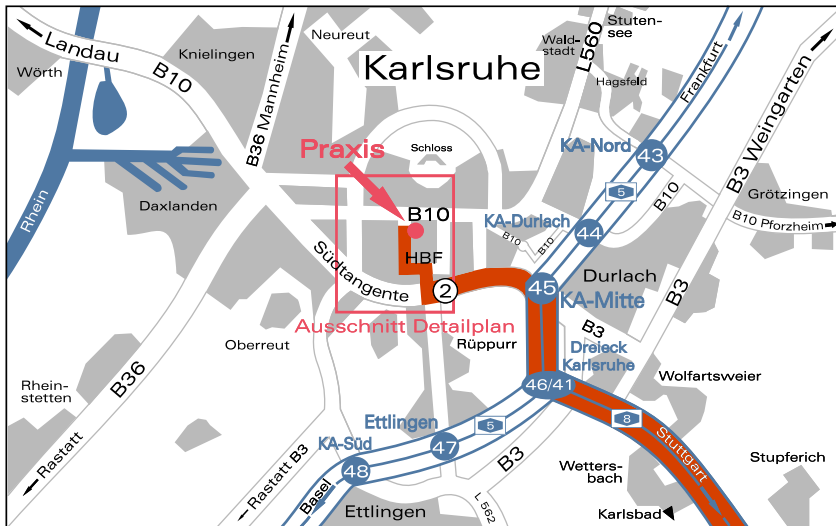 Landau
B10
Knielingen
Neureut
Wald-
stadt
Stuten-
see
L560
Hagsfeld
Frankfurt
Wörth
B36 Mannheim
Karlsruhe
B3 Weingarten
Praxis
Schloss
KA-Nord
43
5
Grötzingen
Rhein
Daxlanden
B10
B10
B10 Pforzheim
KA-Durlach
44
B10
B10
HBF
Südtangente
2
45
Durlach
KA-Mitte
B3
Ausschnitt Detailplan
B3
Oberreut
Rüppurr
Dreieck
Karlsruhe
46/41
Wolfartsweier
B36
Rhein-
stetten
Ettlingen
5
8
KA-Süd
47
Stuttgart
Rastatt
Rastatt B3
48
B3
Basel
Wetters-
bach
Stupferich
Ettlingen
L 562
Karlsbad